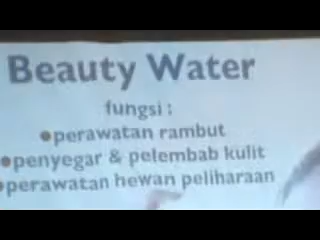 Beauty Water
fungsi :
•perawatan rambut
•penyegar & pelembab kulit
•perawatan hewan peliharaan